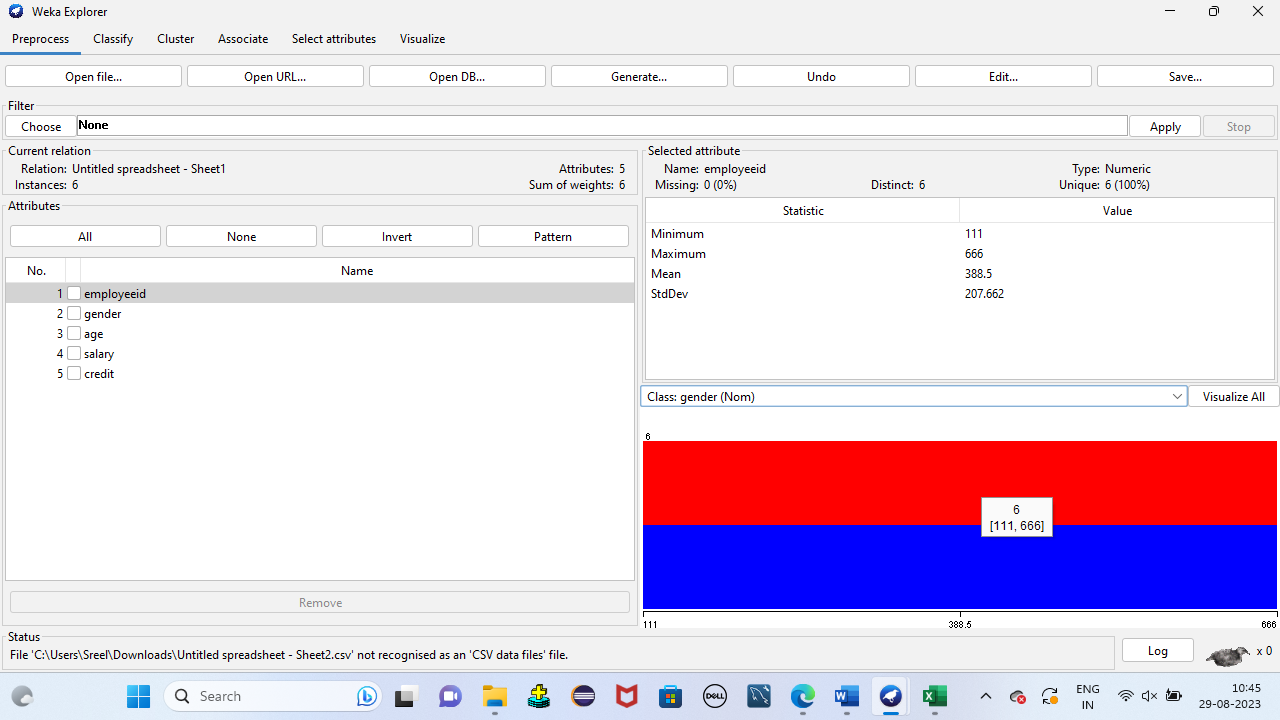 Weka Explorer
Preprocess Classify Cluster Associate Select attributes Visualize
Open file... Open URL... Open DB... Generate... Undo Edit... Save...
Filter
Choose None Apply Stop
Current relation
Relation: Untitled spreadsheet - Sheet1 Attributes: 5
Instances: 6 Sum of weights: 6
Attributes
All None Invert Pattern
No. Name
1 employeeid
2 gender
3 age
4 salary
5 credit
Remove
Selected attribute
Name: employeeid Type: Numeric
Missing: 0 (0%) Distinct: 6 Unique: 6 (100%)
Statistic Value
Minimum 111
Maximum 666
Mean 388.5
StdDev 207.662
Class: gender (Nom) Visualize All
6
6
[111, 666]
111 388.5 666
Status
File 'C:\Users\Sreel\Downloads\Untitled spreadsheet - Sheet2.csv' not recognised as an 'CSV data files' file.
Log x 0
Search
DELL
ENG
IN
10:45
29-08-2023